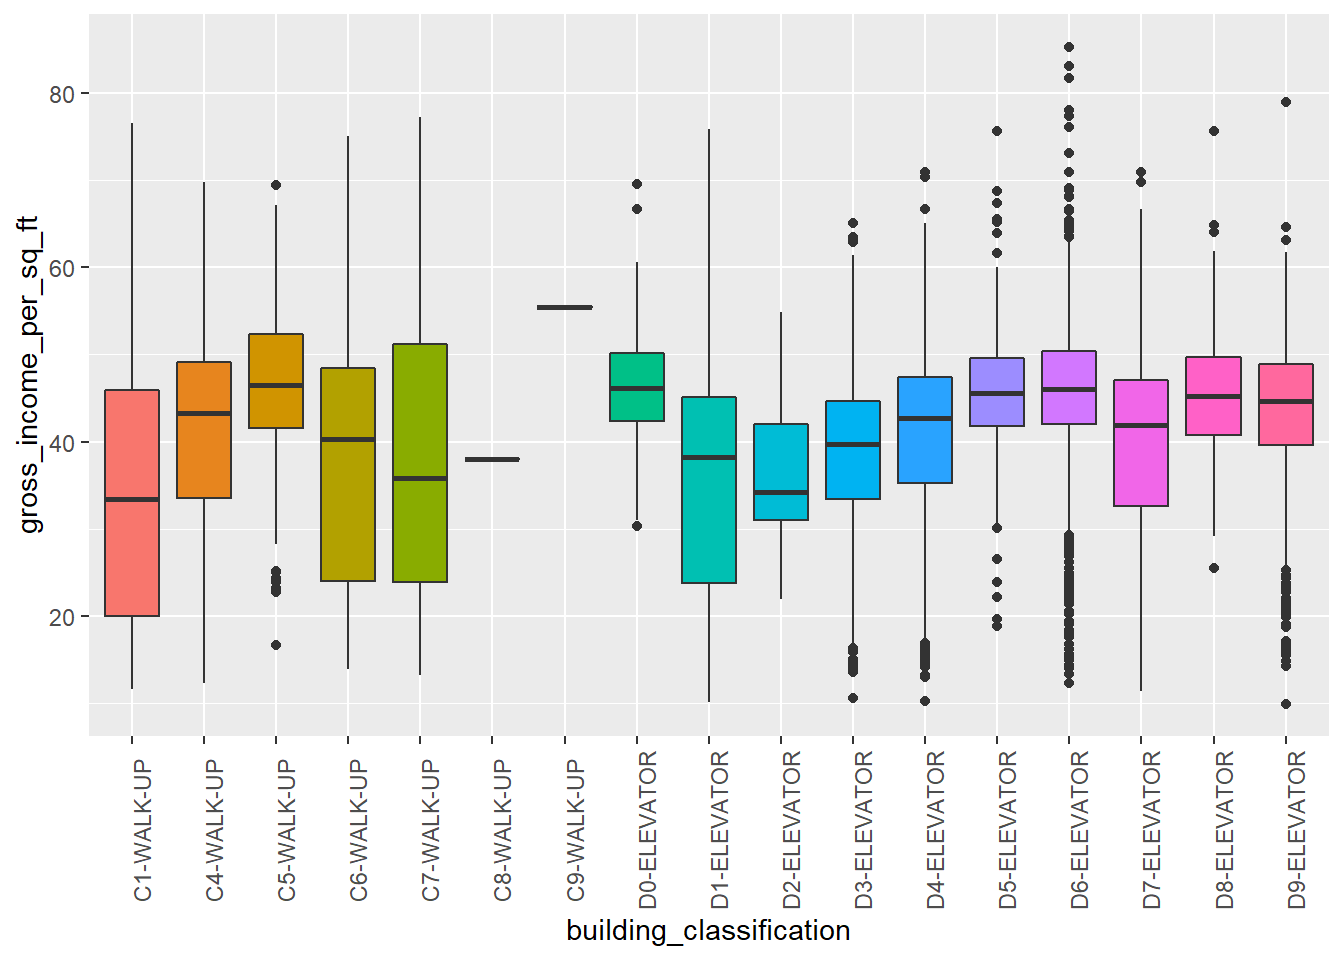 gross_income_per_sq_ft
80
60
40
20
C1-WALK-UP
C4-WALK-UP
C5-WALK-UP
C6-WALK-UP
C7-WALK-UP
C8-WALK-UP
C9-WALK-UP
D0-ELEVATOR
D1-ELEVATOR
D2-ELEVATOR
D3-ELEVATOR
D4-ELEVATOR
D5-ELEVATOR
D6-ELEVATOR
D7-ELEVATOR
D8-ELEVATOR
D9-ELEVATOR
building_classification